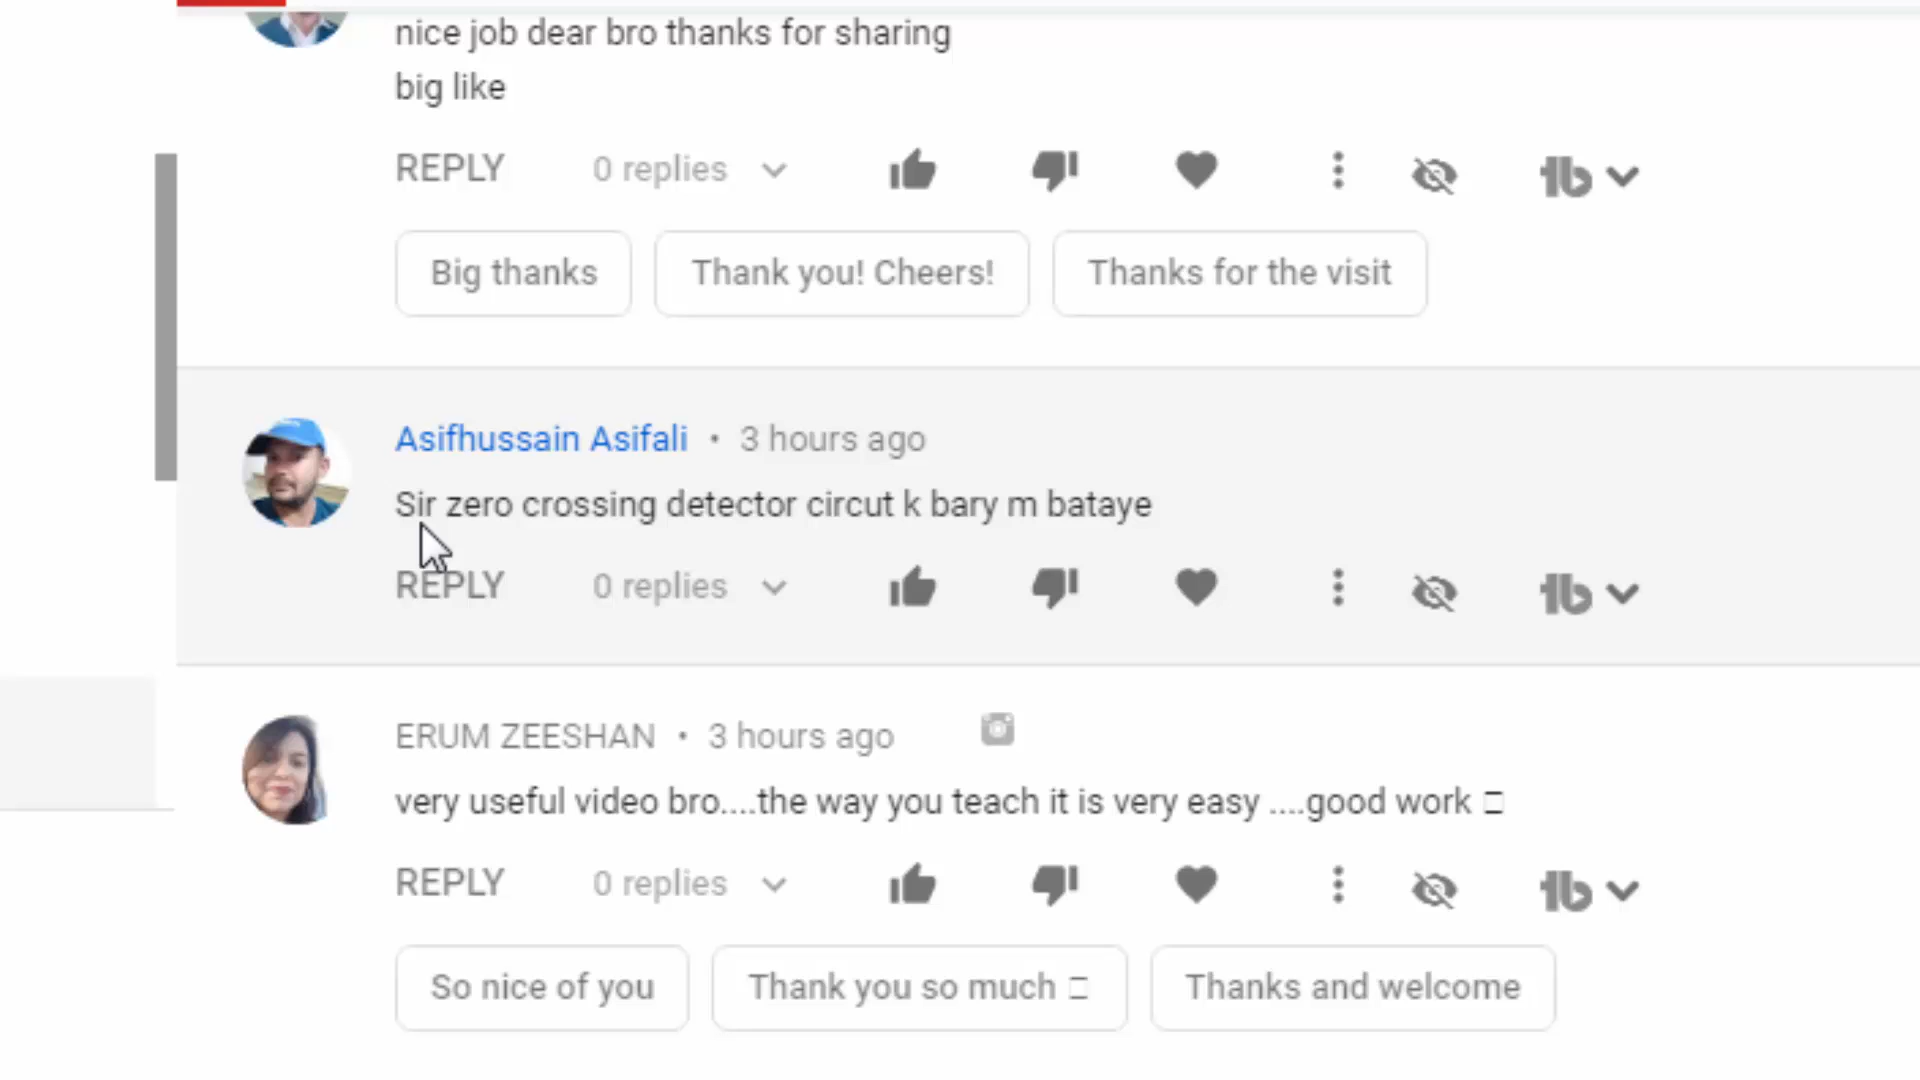 nice job dear bro thanks for sharing
big like
REPLY 0 replies
Big thanks Thank you! Cheers! Thanks for the visit
Asifhussain Asifali • 3 hours ago
Sir zero crossing detector circut k bary m bataye
REPLY 0 replies
ERUM ZEESHAN • 3 hours ago
very useful video bro....the way you teach it is very easy ....good work
REPLY 0 replies
So nice of you Thank you so much Thanks and welcome